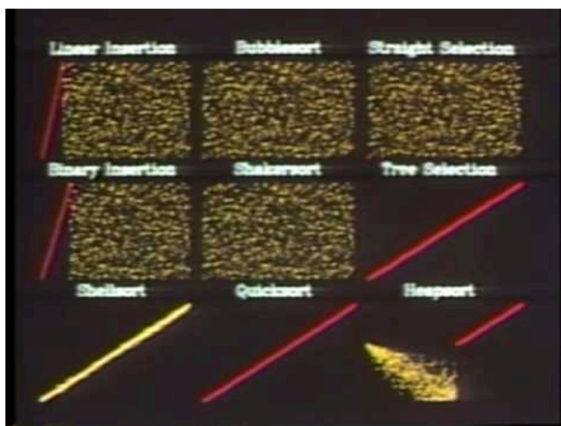 Linear Insertion Bubblesort Straight Selection
Binary Insertion Shakersort Tree Selection
Shellsort Quicksort Heapsort